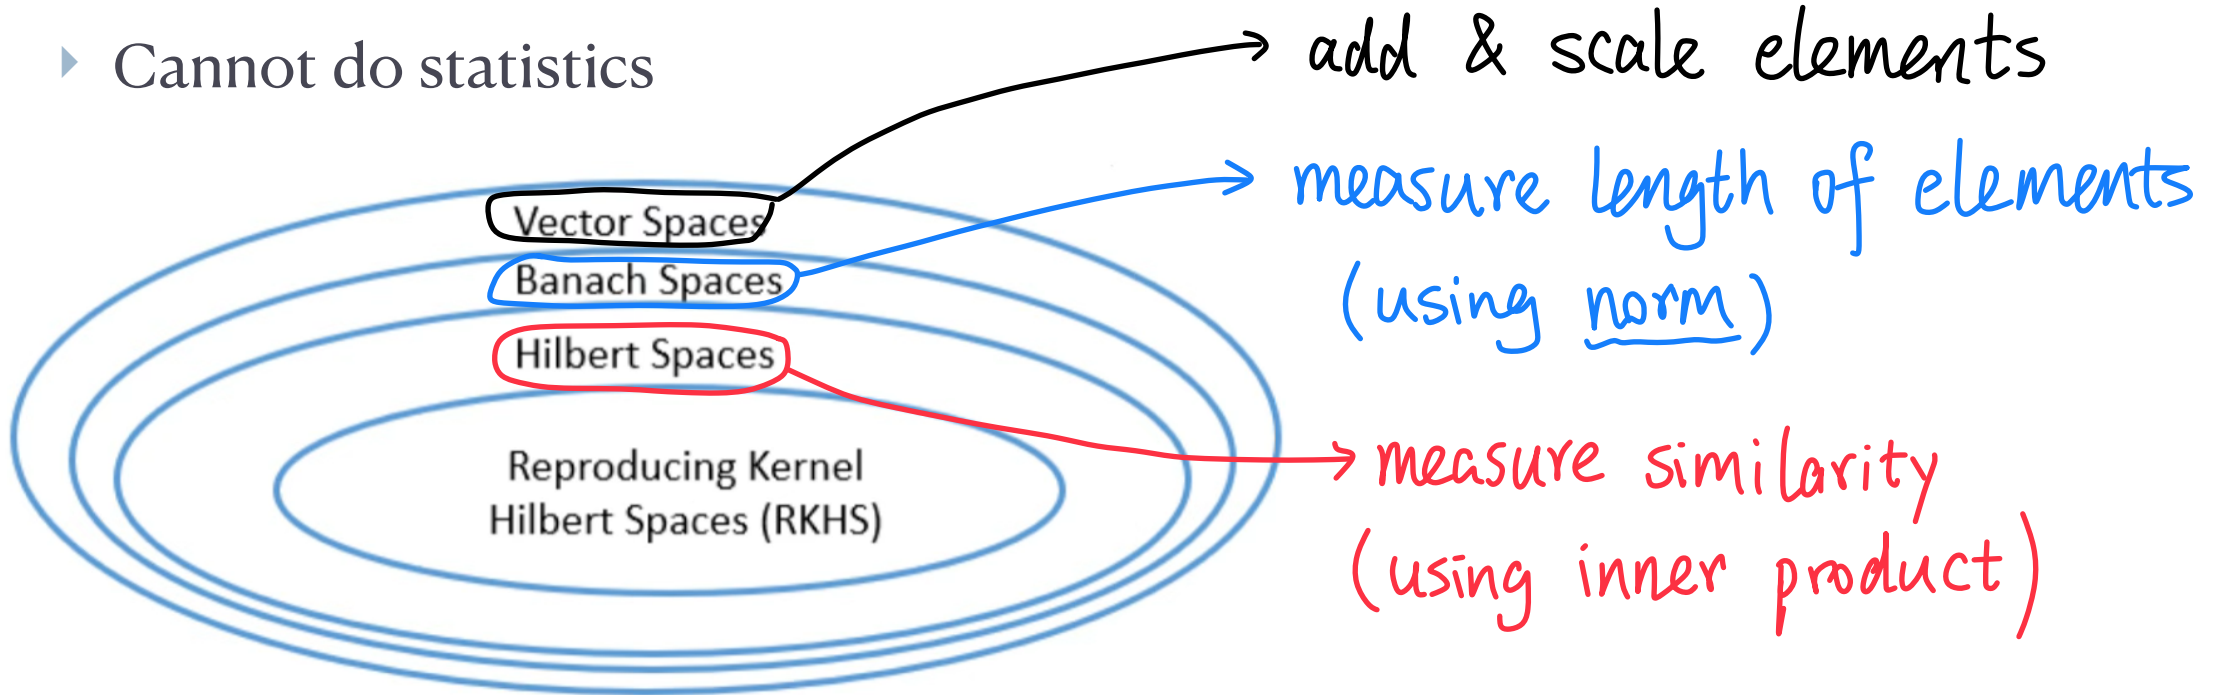 Cannot do statistics
add & scale elements
measure length of elements
(using norm)
Vector Spaces
Banach Spaces
Hilbert Spaces
Reproducing Kernel
Hilbert Spaces (RKHS)
measure similarity
(using inner product)